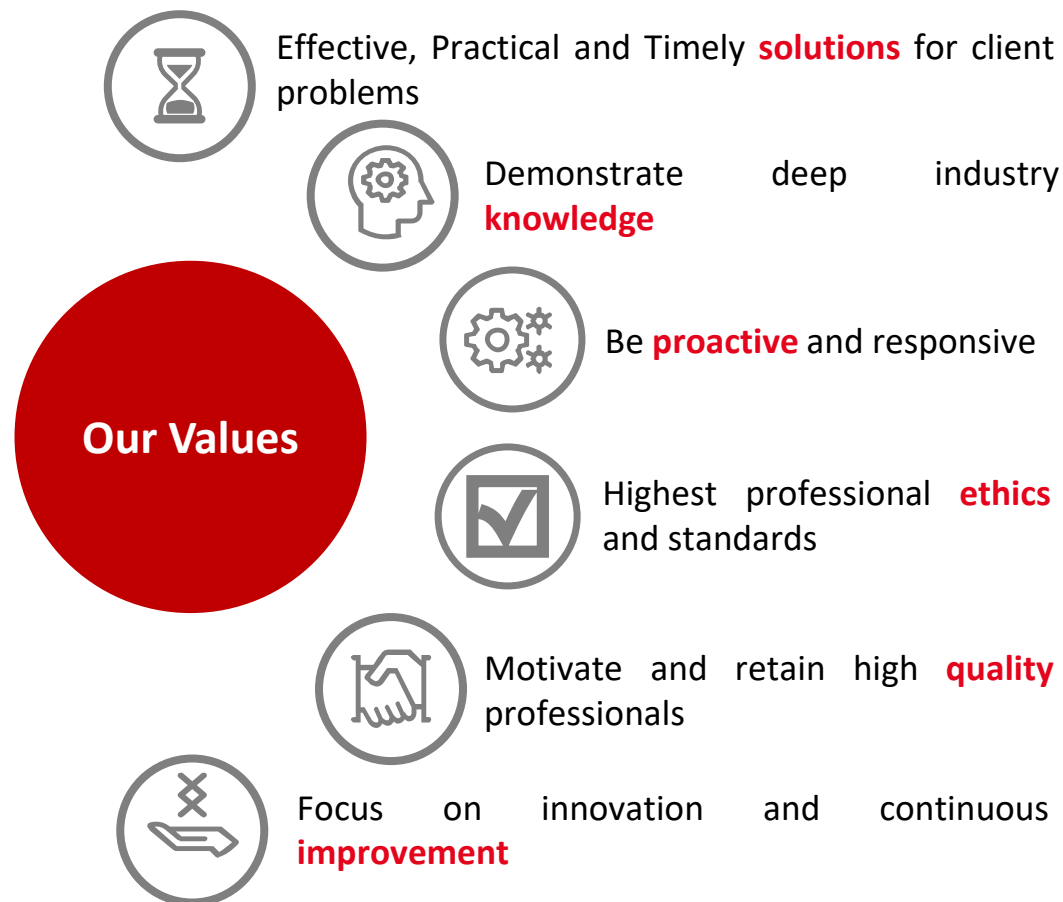 Effective, Practical and Timely solutions for client
problems
Demonstrate deep industry
knowledge
Be proactive and responsive
Our Values
Highest professional ethics
and standards
Motivate and retain high quality
professionals
Focus on innovation and continuous
improvement